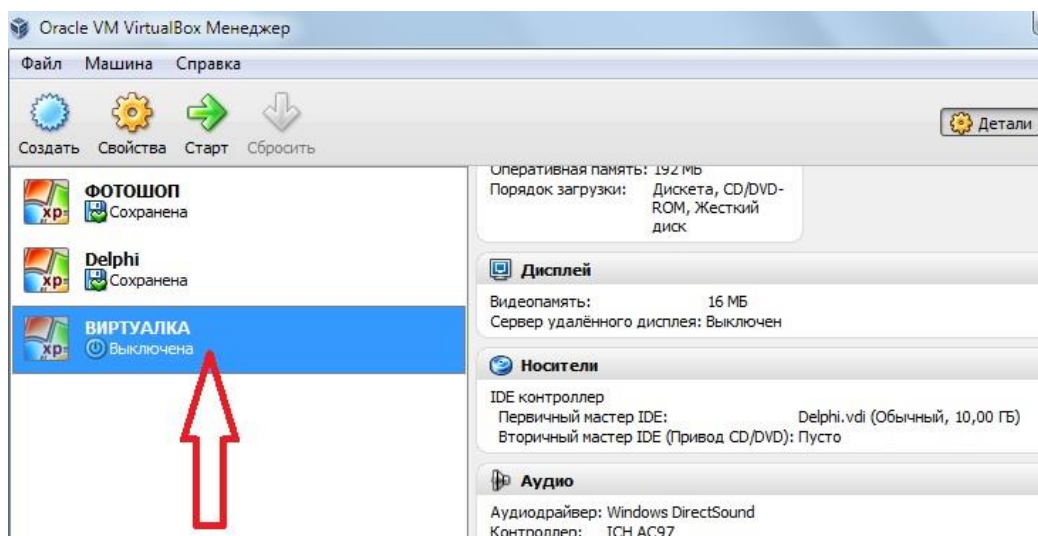 Oracle VM VirtualBox Менеджер
Файл Машина Справка
Создать Свойства Старт Сбросить
Детали
ФОТОШОП
Сохранена
Delphi
Сохранена
ВИРТУАЛКА
Выключена
Оперативная память: 192 МБ
Порядок загрузки: Дискета, CD/DVD-
ROM, Жесткий
диск
Дисплей
Видеопамять: 16 МБ
Сервер удалённого дисплея: Выключен
Носители
IDE контроллер
Первичный мастер IDE: Delphi.vdi (Обычный, 10,00 ГБ)
Вторичный мастер IDE (Привод CD/DVD): Пусто
Аудио
Аудиодрайвер: Windows DirectSound
Контроллер: ICH AC97